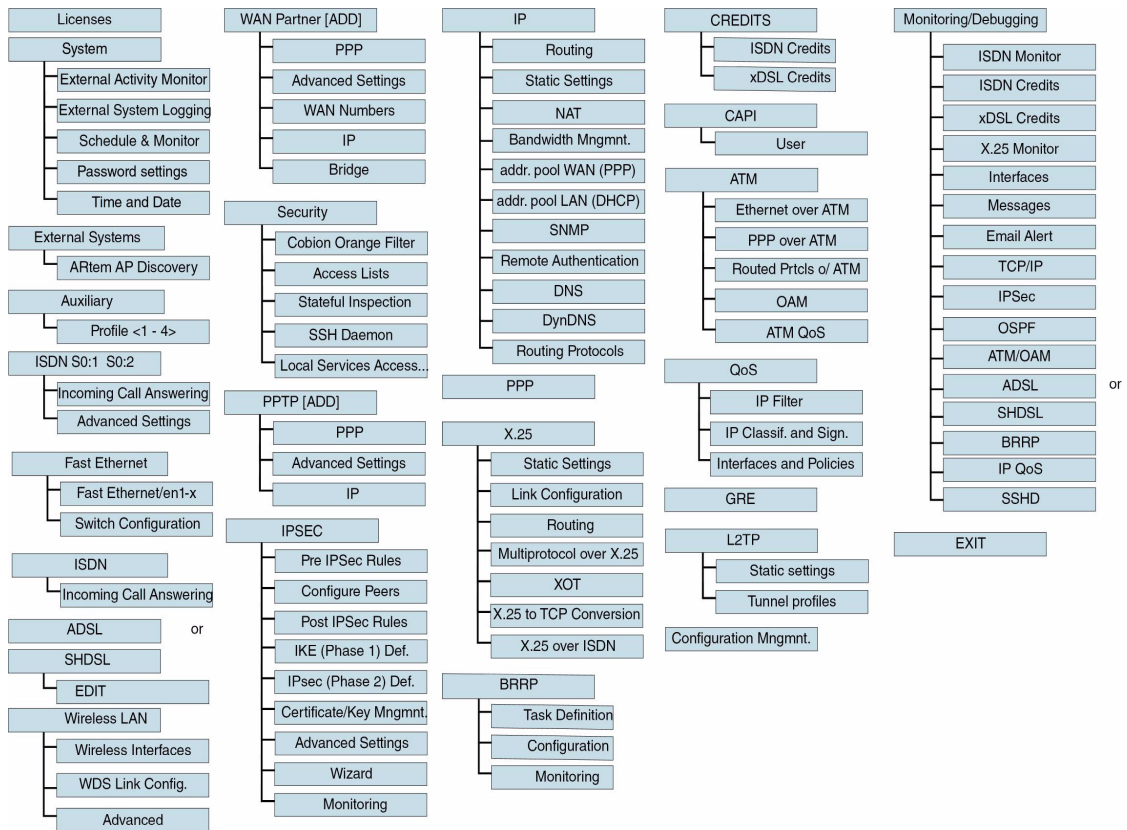 Licenses
System
External Activity Monitor
External System Logging
Schedule & Monitor
Password settings
Time and Date
External Systems
ARtem AP Discovery
Auxiliary
Profile <1 - 4>
ISDN S0:1 S0:2
Incoming Call Answering
Advanced Settings
Fast Ethernet
Fast Ethernet/en1-x
Switch Configuration
ISDN
Incoming Call Answering
ADSL or
SHDSL
EDIT
Wireless LAN
Wireless Interfaces
WDS Link Config.
Advanced
WAN Partner [ADD]
PPP
Advanced Settings
WAN Numbers
IP
Bridge
Security
Cobion Orange Filter
Access Lists
Stateful Inspection
SSH Daemon
Local Services Access...
PPTP [ADD]
PPP
Advanced Settings
IP
IPSEC
Pre IPSec Rules
Configure Peers
Post IPSec Rules
IKE (Phase 1) Def.
IPsec (Phase 2) Def.
Certificate/Key Mngmnt.
Advanced Settings
Wizard
Monitoring
IP
Routing
Static Settings
NAT
Bandwidth Mngmnt.
addr. pool WAN (PPP)
addr. pool LAN (DHCP)
SNMP
Remote Authentication
DNS
DynDNS
Routing Protocols
PPP
X.25
Static Settings
Link Configuration
Routing
Multiprotocol over X.25
XOT
X.25 to TCP Conversion
X.25 over ISDN
BRRP
Task Definition
Configuration
Monitoring
CREDITS
ISDN Credits
xDSL Credits
CAPI
User
ATM
Ethernet over ATM
PPP over ATM
Routed Prtcls o/ ATM
OAM
ATM QoS
QoS
IP Filter
IP Classif. and Sign.
Interfaces and Policies
GRE
L2TP
Static settings
Tunnel profiles
Configuration Mngmnt.
Monitoring/Debugging
ISDN Monitor
ISDN Credits
xDSL Credits
X.25 Monitor
Interfaces
Messages
Email Alert
TCP/IP
IPSec
OSPF
ATM/OAM
ADSL or
SHDSL
BRRP
IP QoS
SSHD
EXIT